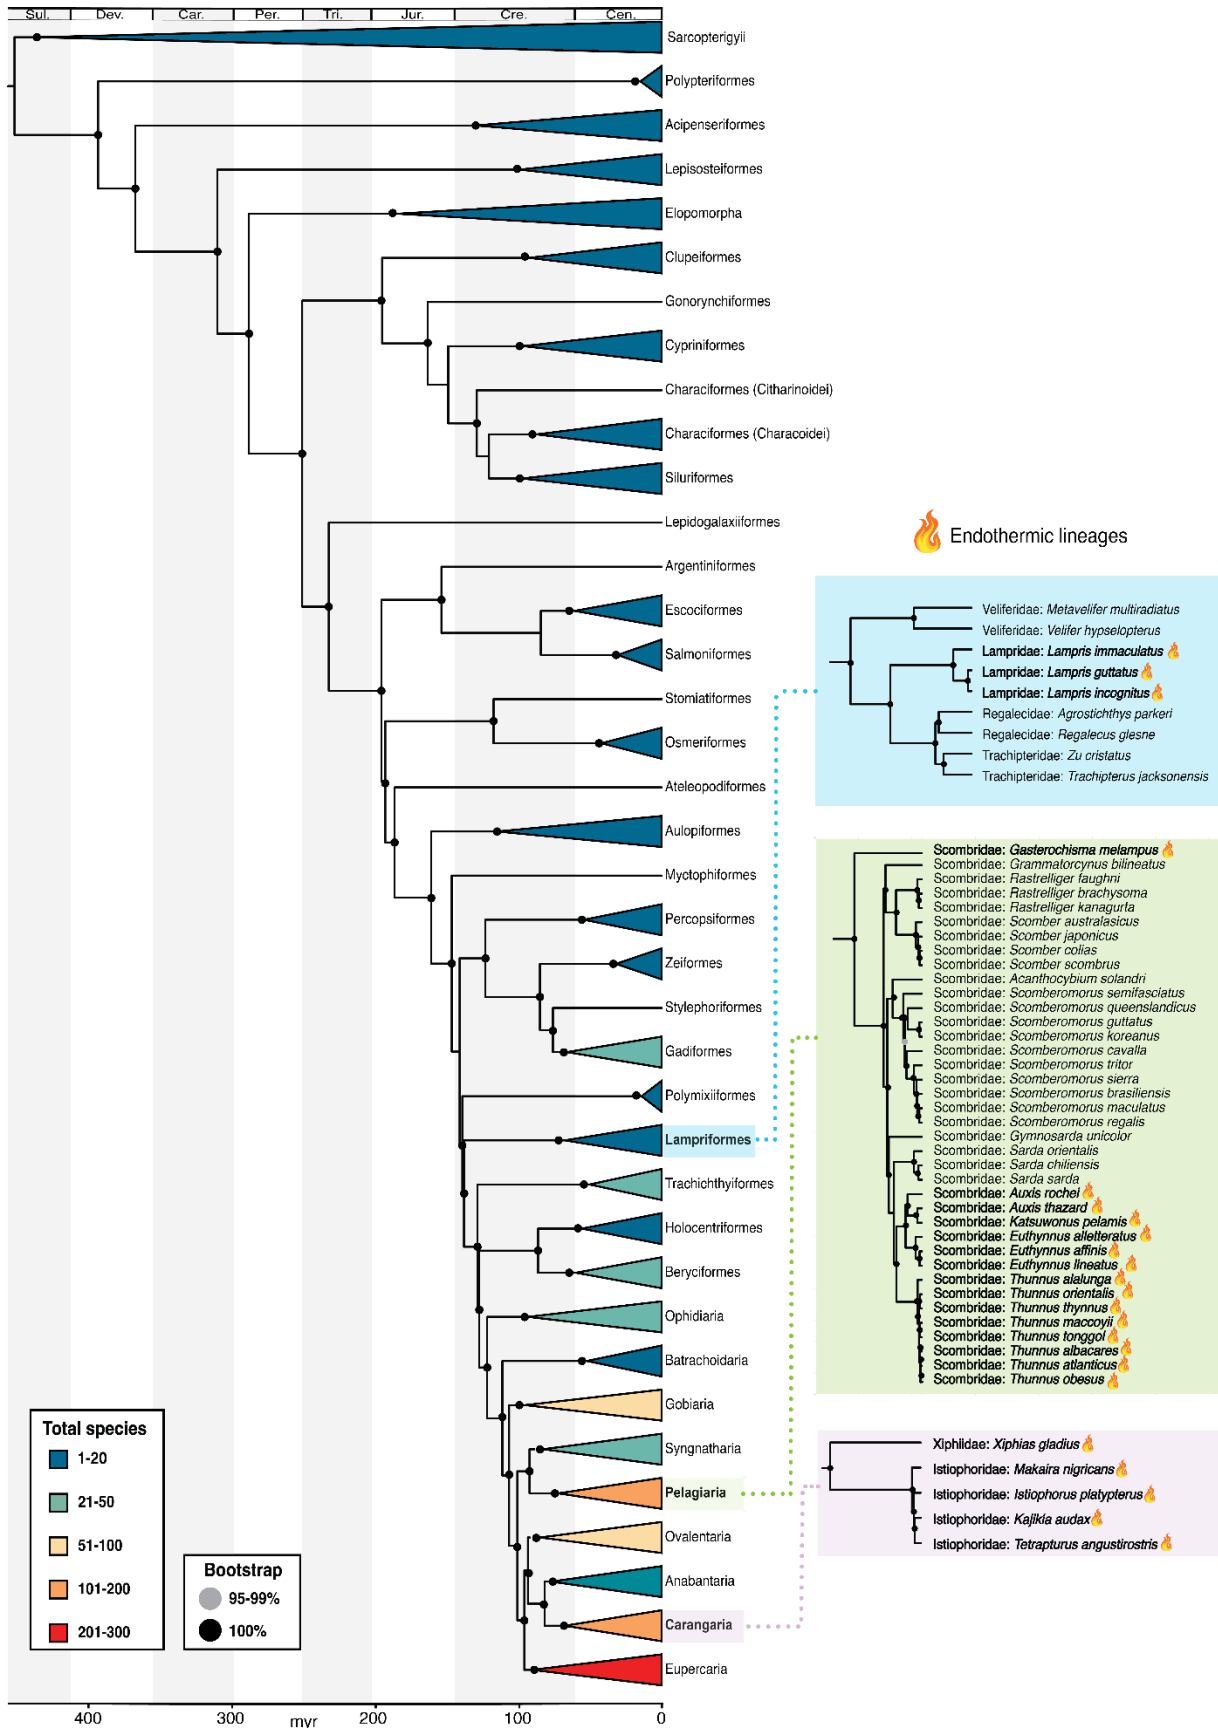 Sul. Dev. Car. Per. Tri. Jur. Cre. Cen.
Sarcopterigyii
Polypteriformes
Acipenseriformes
Lepisosteiformes
Elopomorpha
Clupeiformes
Gonorynchiformes
Cypriniformes
Characiformes (Citharinoidei)
Characiformes (Characoidei)
Siluriformes
Lepidogalaxiiformes
Argentiniformes
Escociformes
Salmoniformes
Stomiatiformes
Osmeriformes
Ateleopodiformes
Aulopiformes
Myctophiformes
Percopsiformes
Zeiformes
Stylephoriformes
Gadiformes
Polymixiiformes
Lampriformes
Trachichthyiformes
Holocentriformes
Beryciformes
Ophidiaria
Batrachoidaria
Gobiaria
Syngnatharia
Pelagiaria
Ovalentaria
Anabantaria
Carangaria
Eupercaria
Total species
1-20
21-50
51-100
101-200
201-300
Bootstrap
95-99%
100%
400 300 myr 200 100 0
Endothermic lineages
Veliferidae: Metavelifer multiradiatus
Veliferidae: Velifer hypselopterus
Lampridae: Lampris immaculatus
Lampridae: Lampris guttatus
Lampridae: Lampris incognitus
Regalecidae: Agrostichthys parkeri
Regalecidae: Regalecus glesne
Trachipteridae: Zu cristatus
Trachipteridae: Trachipterus jacksonensis
Scombridae: Gasterochisma melampus
Scombridae: Grammatorcynus bilineatus
Scombridae: Rastrelliger faughni
Scombridae: Rastrelliger brachysoma
Scombridae: Rastrelliger kanagurta
Scombridae: Scomber australasicus
Scombridae: Scomber japonicus
Scombridae: Scomber colias
Scombridae: Scomber scombrus
Scombridae: Acanthocybium solandri
Scombridae: Scomberomorus semifasciatus
Scombridae: Scomberomorus queenslandicus
Scombridae: Scomberomorus guttatus
Scombridae: Scomberomorus koreanus
Scombridae: Scomberomorus cavalla
Scombridae: Scomberomorus tritor
Scombridae: Scomberomorus sierra
Scombridae: Scomberomorus brasiliensis
Scombridae: Scomberomorus maculatus
Scombridae: Scomberomorus regalis
Scombridae: Gymnosarda unicolor
Scombridae: Sarda orientalis
Scombridae: Sarda chiliensis
Scombridae: Sarda sarda
Scombridae: Auxis rochel
Scombridae: Auxis thazard
Scombridae: Katsuwonus pelamis
Scombridae: Euthynnus alletteratus
Scombridae: Euthynnus affinis
Scombridae: Euthynnus lineatus
Scombridae: Thunnus alalunga
Scombridae: Thunnus orientalis
Scombridae: Thunnus thynnus
Scombridae: Thunnus maccoyii
Scombridae: Thunnus tonggol
Scombridae: Thunnus albacares
Scombridae: Thunnus atlanticus
Scombridae: Thunnus obesus
Xiphiidae: Xiphias gladius
Istiophoridae: Makaira nigricans
Istiophoridae: Istiophorus platypterus
Istiophoridae: Kajikia audax
Istiophoridae: Tetrapturus angustirostris